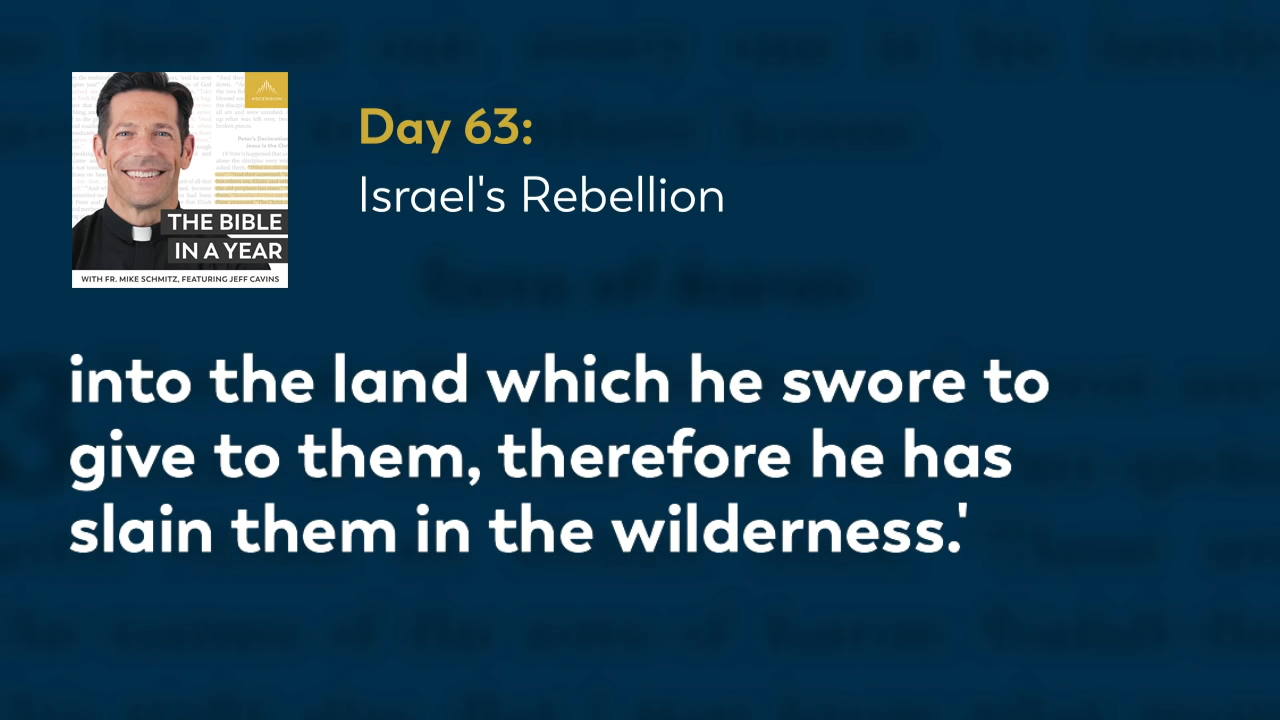 ASCENSION
THE BIBLE
IN A YEAR
WITH FR. MIKE SCHMITZ, FEATURING JEFF CAVINS
Day 63:
Israel's Rebellion
into the land which he swore to
give to them, therefore he has
slain them in the wilderness.'